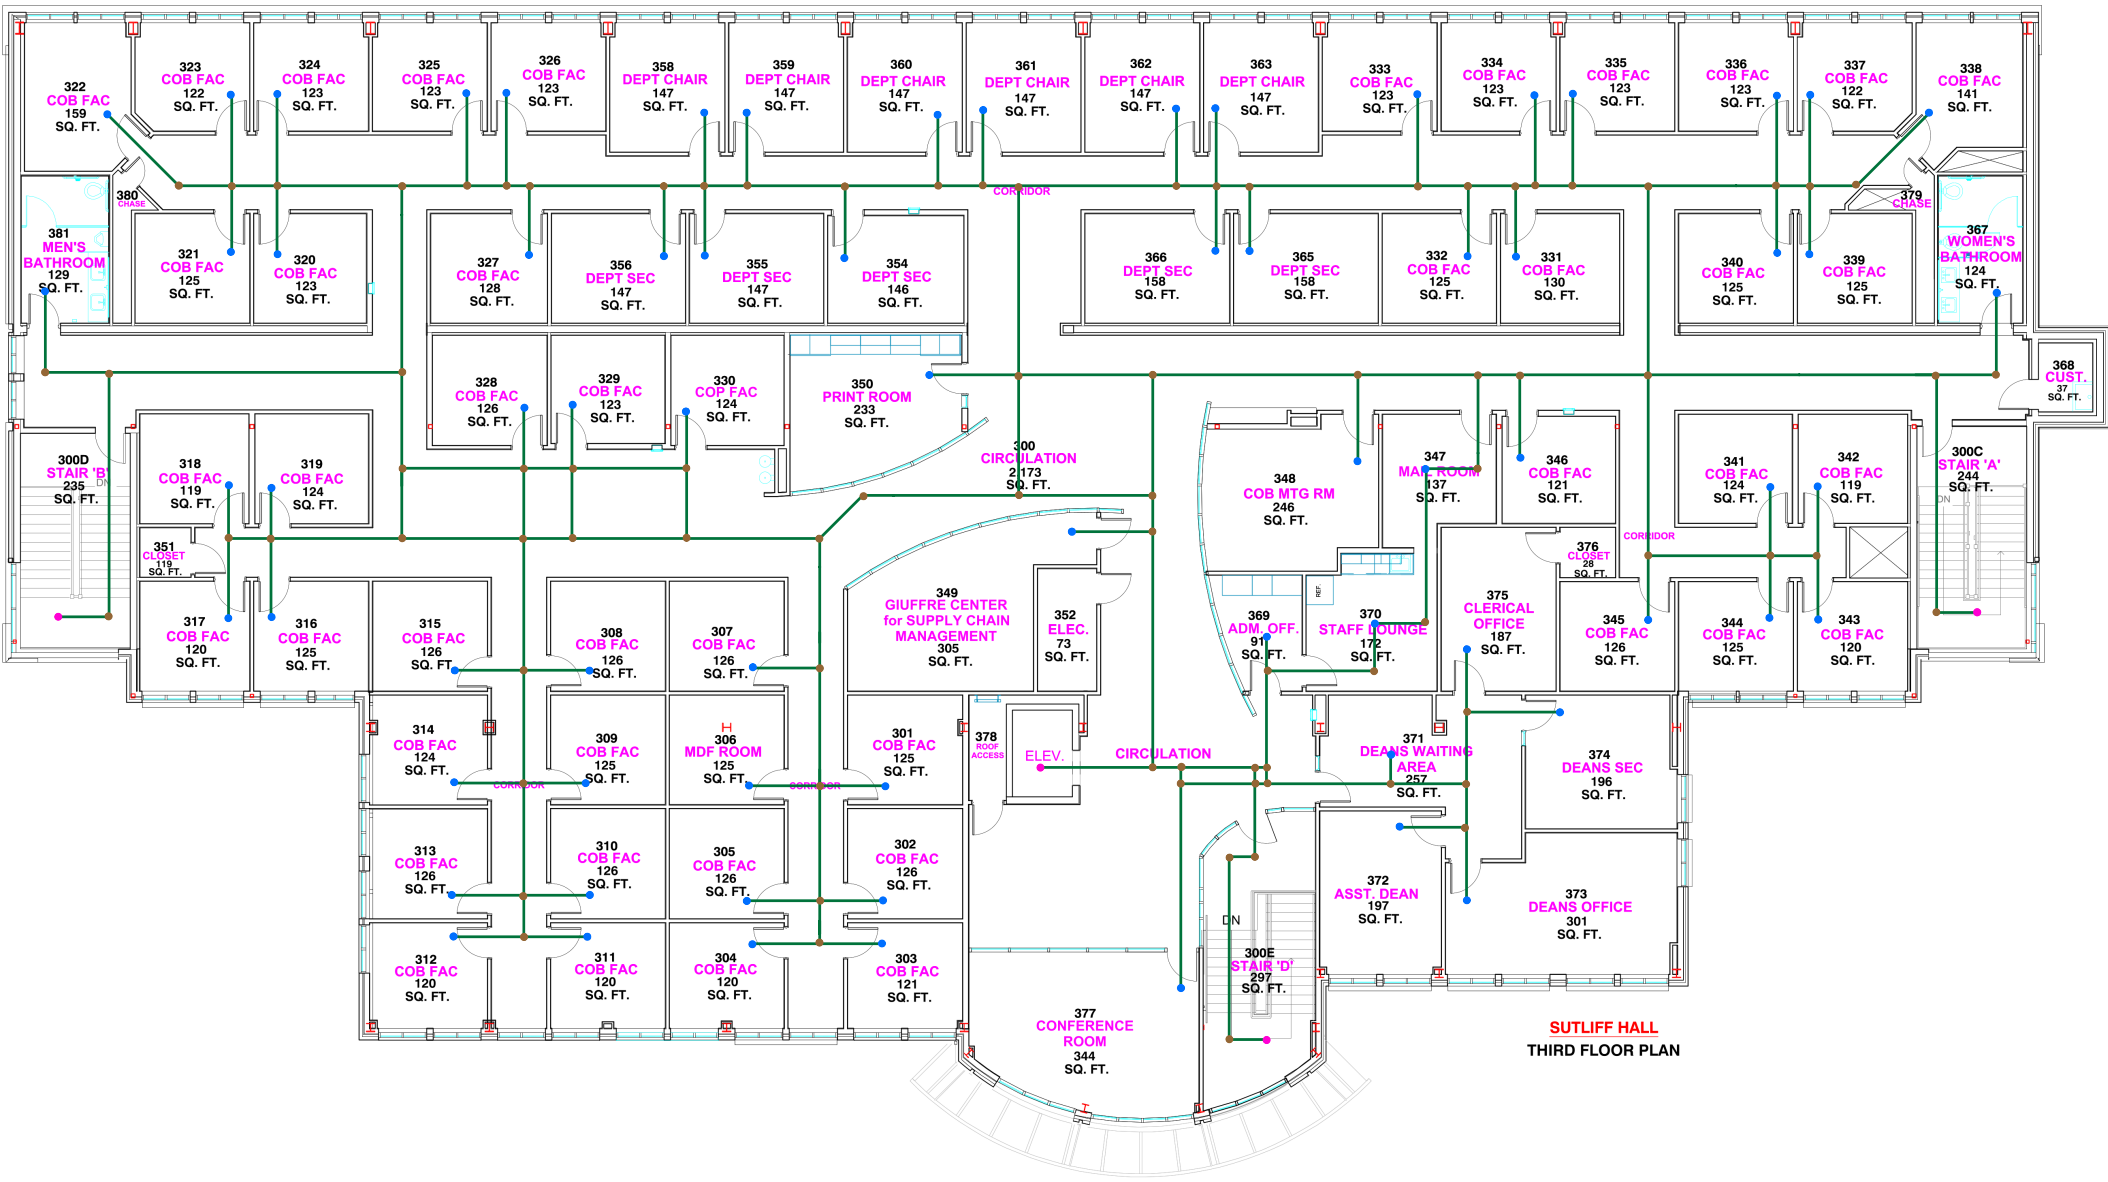 322
COB FAC
159
SQ. FT.
323
COB FAC
122
SQ. FT.
324
COB FAC
123
SQ. FT.
325
COB FAC
123
SQ. FT.
326
COB FAC
123
SQ. FT.
358
DEPT CHAIR
147
SQ. FT.
359
DEPT CHAIR
147
SQ. FT.
360
DEPT CHAIR
147
SQ. FT.
361
DEPT CHAIR
147
SQ. FT.
362
DEPT CHAIR
147
SQ. FT.
363
DEPT CHAIR
147
SQ. FT.
333
COB FAC
123
SQ. FT.
334
COB FAC
123
SQ. FT.
335
COB FAC
123
SQ. FT.
336
COB FAC
123
SQ. FT.
337
COB FAC
122
SQ. FT.
338
COB FAC
141
SQ. FT.
380
CHASE
CORRIDOR
379
CHASE
381
MEN'S
BATHROOM
129
SQ. FT.
321
COB FAC
125
SQ. FT.
320
COB FAC
123
SQ. FT.
327
COB FAC
128
SQ. FT.
356
DEPT SEC
147
SQ. FT.
355
DEPT SEC
147
SQ. FT.
354
DEPT SEC
146
SQ. FT.
366
DEPT SEC
158
SQ. FT.
365
DEPT SEC
158
SQ. FT.
332
COB FAC
125
SQ. FT.
331
COB FAC
130
SQ. FT.
340
COB FAC
125
SQ. FT.
339
COB FAC
125
SQ. FT.
367
WOMEN'S
BATHROOM
124
SQ. FT.
328
COB FAC
126
SQ. FT.
329
COB FAC
123
SQ. FT.
330
COP FAC
124
SQ. FT.
350
PRINT ROOM
233
SQ. FT.
368
CUST.
37
SQ. FT.
300D
STAIR 'B'
DN
235
SQ. FT.
318
COB FAC
119
SQ. FT.
319
COB FAC
124
SQ. FT.
300
CIRCULATION
2,173
SQ. FT.
348
COB MTG RM
246
SQ. FT.
347
MAIL ROOM
137
SQ. FT.
346
COB FAC
121
SQ. FT.
341
COB FAC
124
SQ. FT.
342
COB FAC
119
SQ. FT.
300C
STAIR 'A'
244
SQ. FT.
DN
351
CLOSET
119
SQ. FT.
376
CLOSET
28
SQ. FT.
CORRIDOR
317
COB FAC
120
SQ. FT.
316
COB FAC
125
SQ. FT.
315
COB FAC
126
SQ. FT.
308
COB FAC
126
SQ. FT.
307
COB FAC
126
SQ. FT.
349
GIUFFRE CENTER
for SUPPLY CHAIN
MANAGEMENT
305
SQ. FT.
352
ELEC.
73
SQ. FT.
369
ADM. OFF.
91
SQ. FT.
REF.
370
STAFF LOUNGE
172
SQ. FT.
375
CLERICAL
OFFICE
187
SQ. FT.
345
COB FAC
126
SQ. FT.
344
COB FAC
125
SQ. FT.
343
COB FAC
120
SQ. FT.
314
COB FAC
124
SQ. FT.
309
COB FAC
125
SQ. FT.
306
MDF ROOM
125
SQ. FT.
301
COB FAC
125
SQ. FT.
378
ROOF
ACCESS
ELEV.
CIRCULATION
371
DEANS WAITING
AREA
257
SQ. FT.
374
DEANS SEC
196
SQ. FT.
CORRIDOR
CORRIDOR
313
COB FAC
126
SQ. FT.
310
COB FAC
126
SQ. FT.
305
COB FAC
126
SQ. FT.
302
COB FAC
126
SQ. FT.
372
ASST. DEAN
197
SQ. FT.
373
DEANS OFFICE
301
SQ. FT.
312
COB FAC
120
SQ. FT.
311
COB FAC
120
SQ. FT.
304
COB FAC
120
SQ. FT.
303
COB FAC
121
SQ. FT.
DN
300E
STAIR 'D'
297
SQ. FT.
377
CONFERENCE
ROOM
344
SQ. FT.
SUTLIFF HALL
THIRD FLOOR PLAN